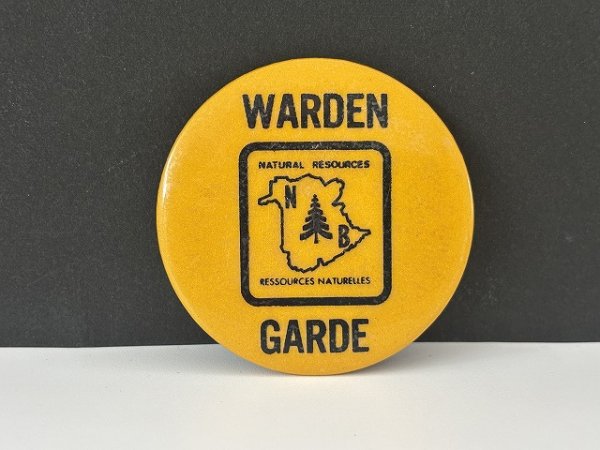 WARDEN
NATURAL RESOURCES
N
B
RESSOURCES NATURELLES
GARDE